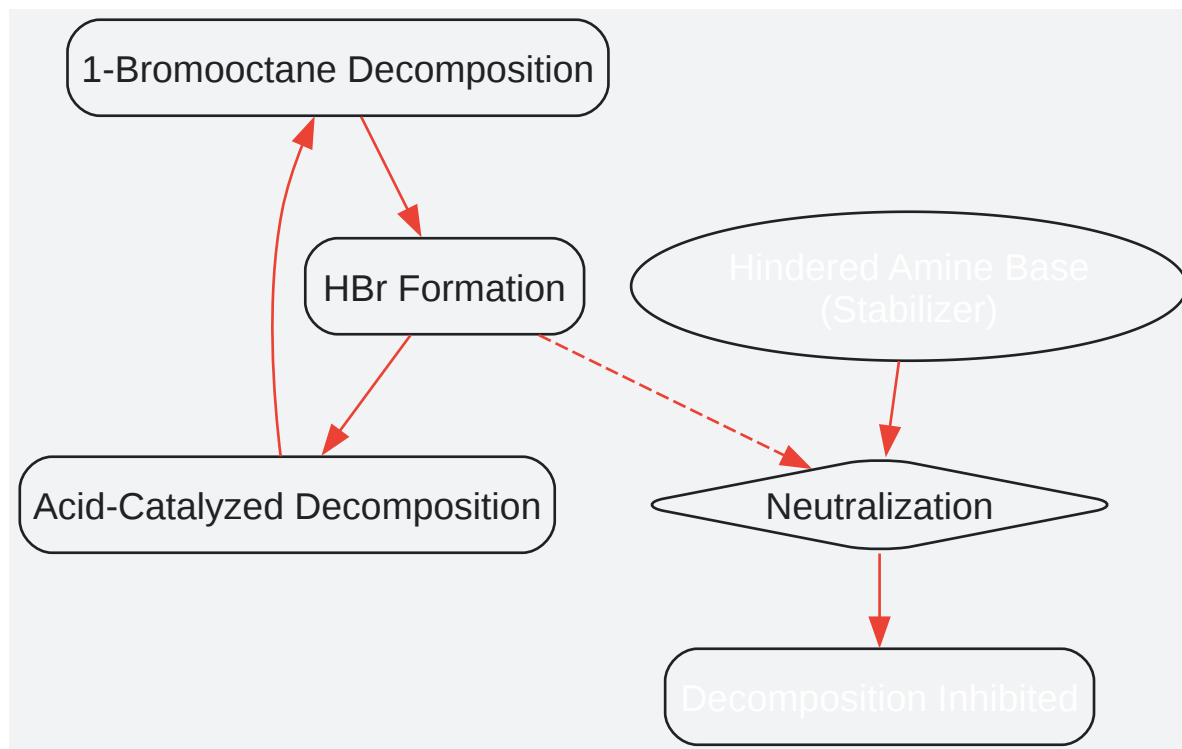 1-Bromooctane Decomposition
HBr Formation
Hindered Amine Base
(Stabilizer)
Acid-Catalyzed Decomposition
Neutralization
Decomposition Inhibited